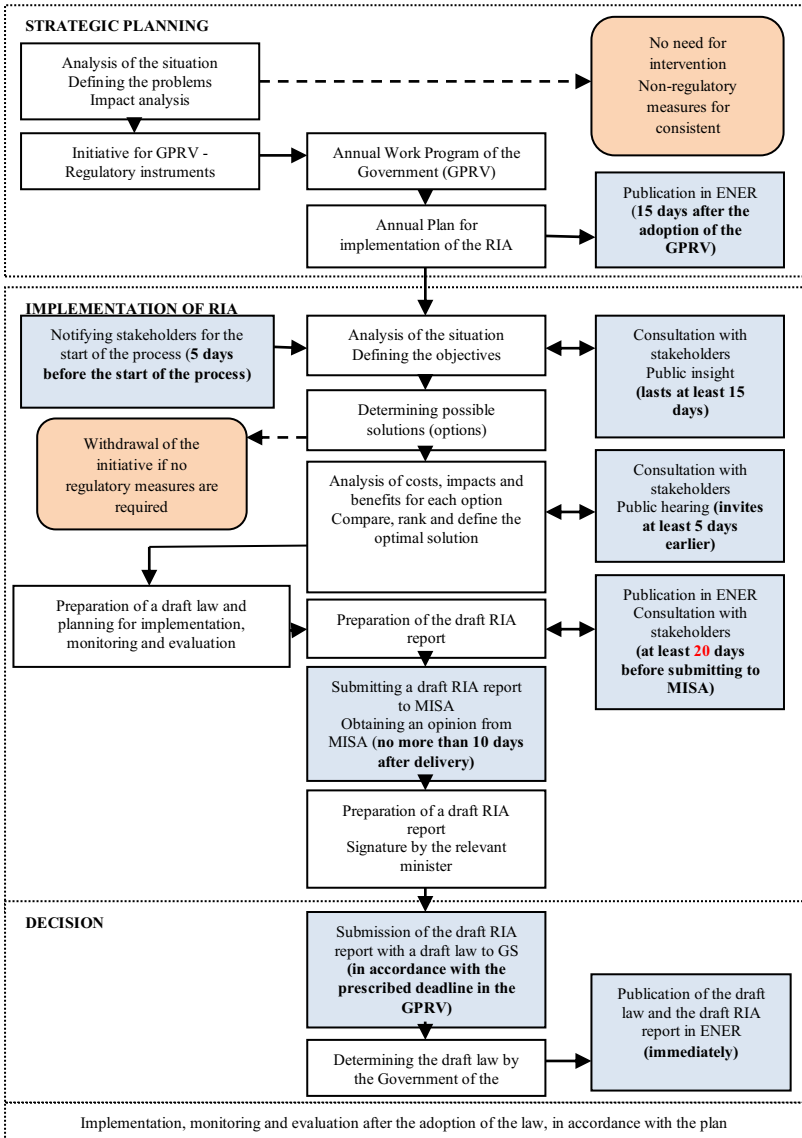 STRATEGIC PLANNING
Analysis of the situation
Defining the problems
Impact analysis
No need for
intervention
Non-regulatory
measures for
consistent
Initiative for GPRV -
Regulatory instruments
Annual Work Program of the
Government (GPRV)
Annual Plan for
implementation of the RIA
Publication in ENER
(15 days after the
adoption of the
GPRV)
IMPLEMENTATION OF RIA
Notifying stakeholders for the
start of the process (5 days
before the start of the process)
Analysis of the situation
Defining the objectives
Consultation with
stakeholders
Public insight
(lasts at least 15
days)
Determining possible
solutions (options)
Withdrawal of the
initiative if no
regulatory measures are
required
Analysis of costs, impacts and
benefits for each option
Compare, rank and define the
optimal solution
Consultation with
stakeholders
Public hearing (invites
at least 5 days
earlier)
Preparation of a draft law and
planning for implementation,
monitoring and evaluation
Preparation of the draft RIA
report
Publication in ENER
Consultation with
stakeholders
(at least 20 days
before submitting to
MISA)
Submitting a draft RIA report
to MISA
Obtaining an opinion from
MISA (no more than 10 days
after delivery)
Preparation of a draft RIA
report
Signature by the relevant
minister
DECISION
Submission of the draft RIA
report with a draft law to GS
(in accordance with the
prescribed deadline in the
GPRV)
Determining the draft law by
the Government of the
Publication of the draft
law and the draft RIA
report in ENER
(immediately)
Implementation, monitoring and evaluation after the adoption of the law, in accordance with the plan